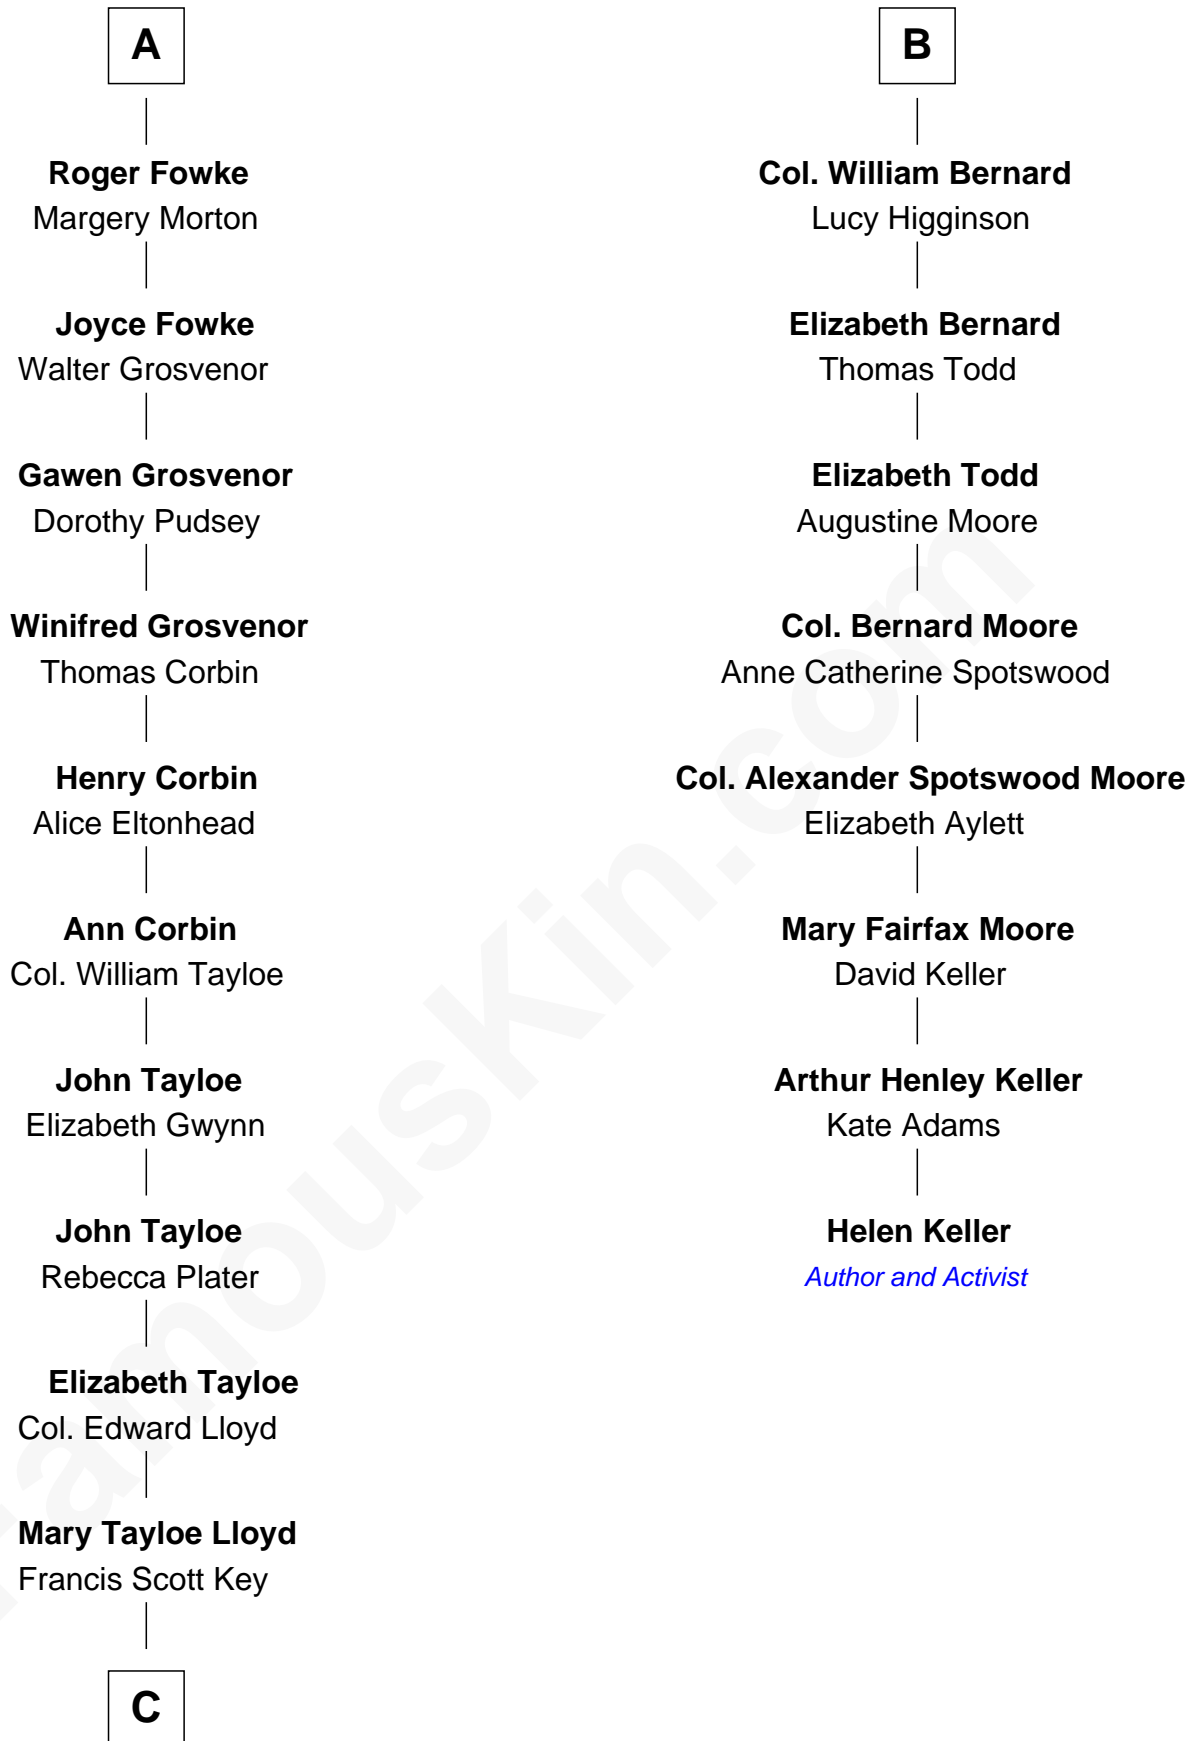 A
Roger Fowke
Margery Morton
Joyce Fowke
Walter Grosvenor
Gawen Grosvenor
Dorothy Pudsey
Winifred Grosvenor
Thomas Corbin
Henry Corbin
Alice Eltonhead
Ann Corbin
Col. William Tayloe
John Tayloe
Elizabeth Gwynn
John Tayloe
Rebecca Plater
Elizabeth Tayloe
Col. Edward Lloyd
Mary Tayloe Lloyd
Francis Scott Key
C
B
Col. William Bernard
Lucy Higginson
Elizabeth Bernard
Thomas Todd
Elizabeth Todd
Augustine Moore
Col. Bernard Moore
Anne Catherine Spotswood
Col. Alexander Spotswood Moore
Elizabeth Aylett
Mary Fairfax Moore
David Keller
Arthur Henley Keller
Kate Adams
Helen Keller
Author and Activist
FamousKin.com